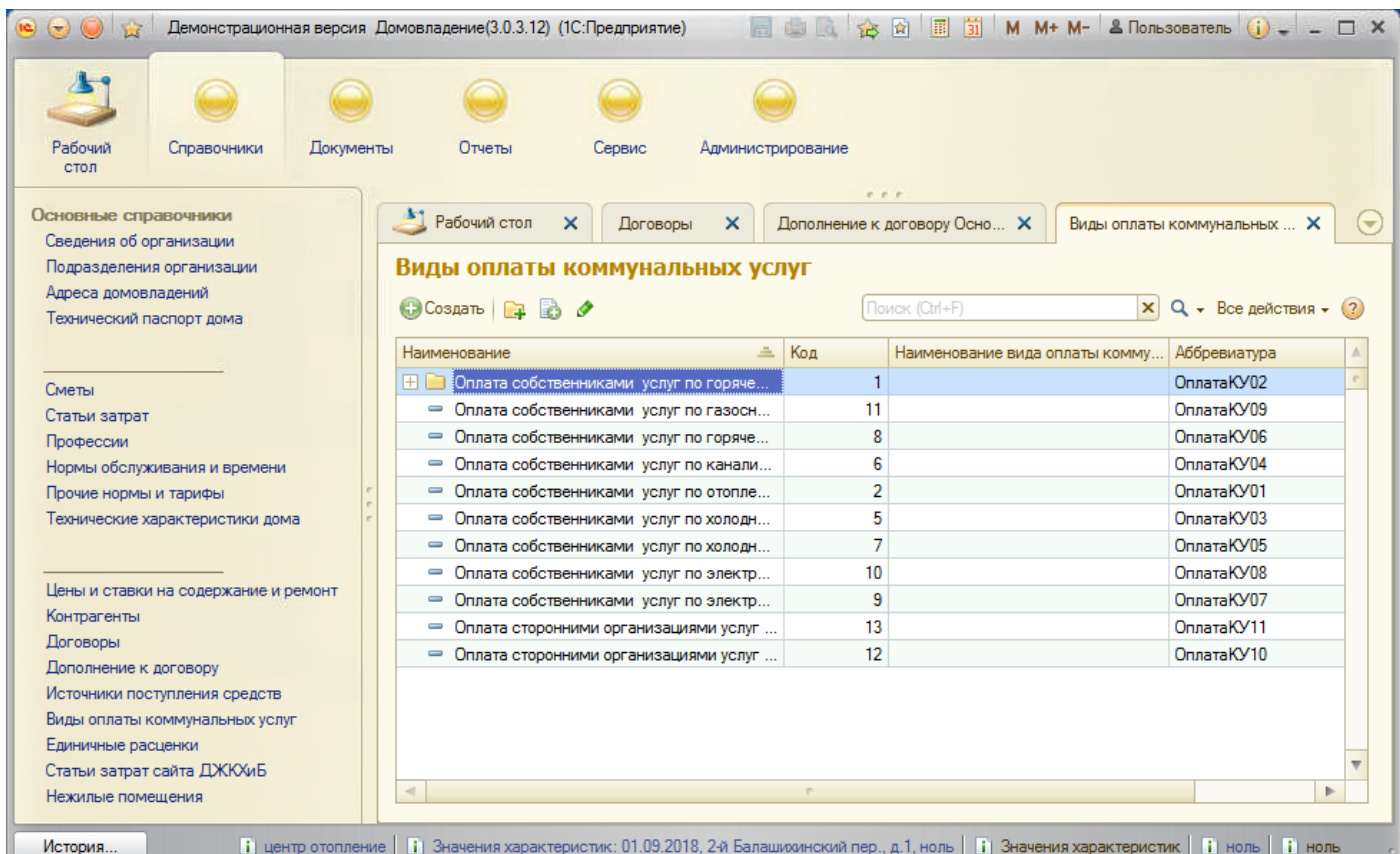 Демонстрационная версия Домовладение(3.0.3.12) (1С:Предприятие)
31 M M+ M- Пользователь
Рабочий стол
Справочники
Документы
Отчеты
Сервис
Администрирование
Основные справочники
Сведения об организации
Подразделения организации
Адреса домовладений
Технический паспорт дома
Сметы
Статьи затрат
Профессии
Нормы обслуживания и времени
Прочие нормы и тарифы
Технические характеристики дома
Цены и ставки на содержание и ремонт
Контрагенты
Договоры
Дополнение к договору
Источники поступления средств
Виды оплаты коммунальных услуг
Единичные расценки
Статьи затрат сайта ДЖКХиБ
Нежилые помещения
Рабочий стол
Договоры
Дополнение к договору Осно...
Виды оплаты коммунальных ...
Виды оплаты коммунальных услуг
Создать
Поиск (Ctrl+F)
Все действия
Наименование Код Наименование вида оплаты комму... Аббревиатура
Оплата собственниками услуг по горяче... 1 ОплатаКУ02
Оплата собственниками услуг по газосн... 11 ОплатаКУ09
Оплата собственниками услуг по горяче... 8 ОплатаКУ06
Оплата собственниками услуг по канали... 6 ОплатаКУ04
Оплата собственниками услуг по отопле... 2 ОплатаКУ01
Оплата собственниками услуг по холодн... 5 ОплатаКУ03
Оплата собственниками услуг по холодн... 7 ОплатаКУ05
Оплата собственниками услуг по электр... 10 ОплатаКУ08
Оплата собственниками услуг по электр... 9 ОплатаКУ07
Оплата сторонними организациями услуг ... 13 ОплатаКУ11
Оплата сторонними организациями услуг ... 12 ОплатаКУ10
История...
центр отопление
Значения характеристик: 01.09.2018, 2-й Балашихинский пер., д.1, ноль
Значения характеристик
ноль
ноль